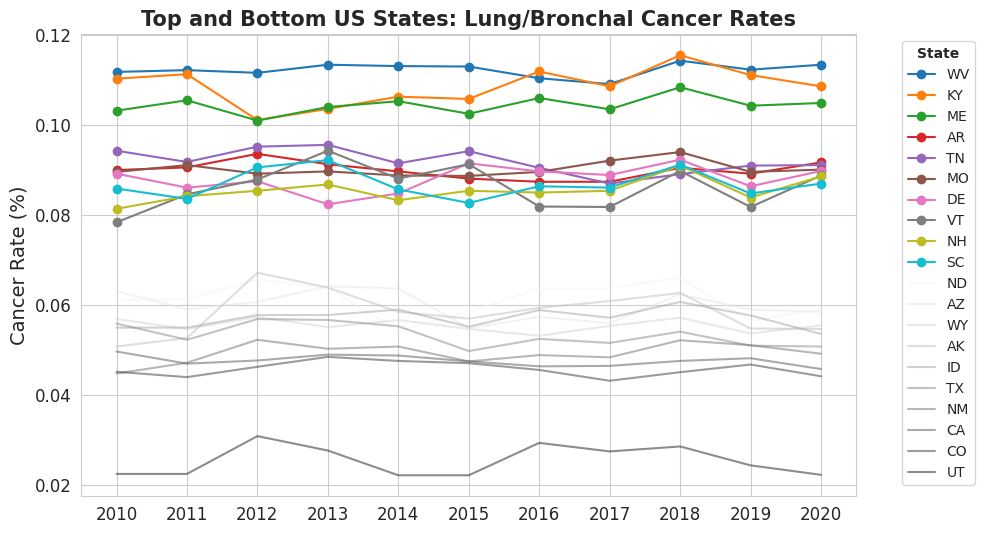 Top and Bottom US States: Lung/Bronchal Cancer Rates
Cancer Rate (%)
0.12
0.10
0.08
0.06
0.04
0.02
2010 2011 2012 2013 2014 2015 2016 2017 2018 2019 2020
State
WV
KY
ME
AR
TN
MO
DE
VT
NH
SC
ND
AZ
WY
AK
ID
TX
NM
CA
CO
UT